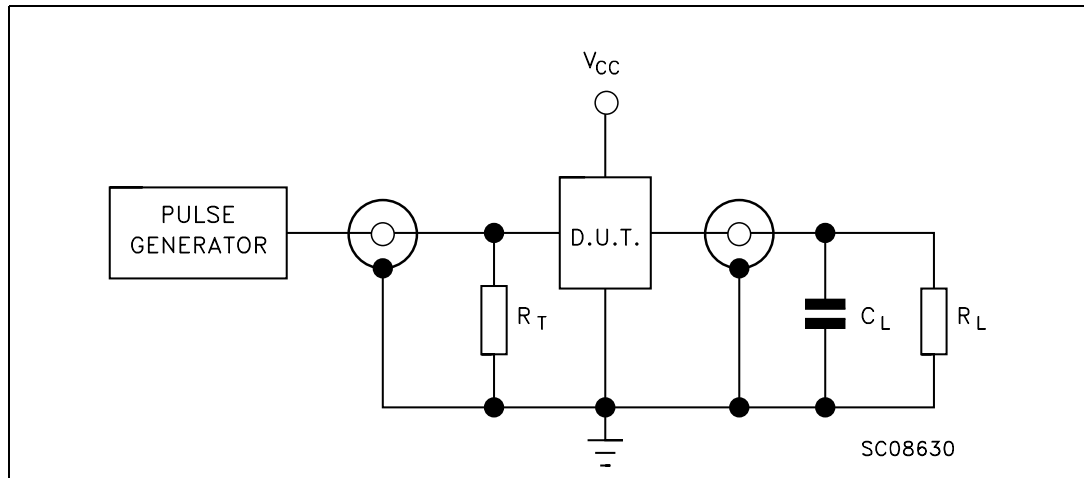 VCC
PULSE
GENERATOR
D.U.T.
RT
CL
RL
SC08630